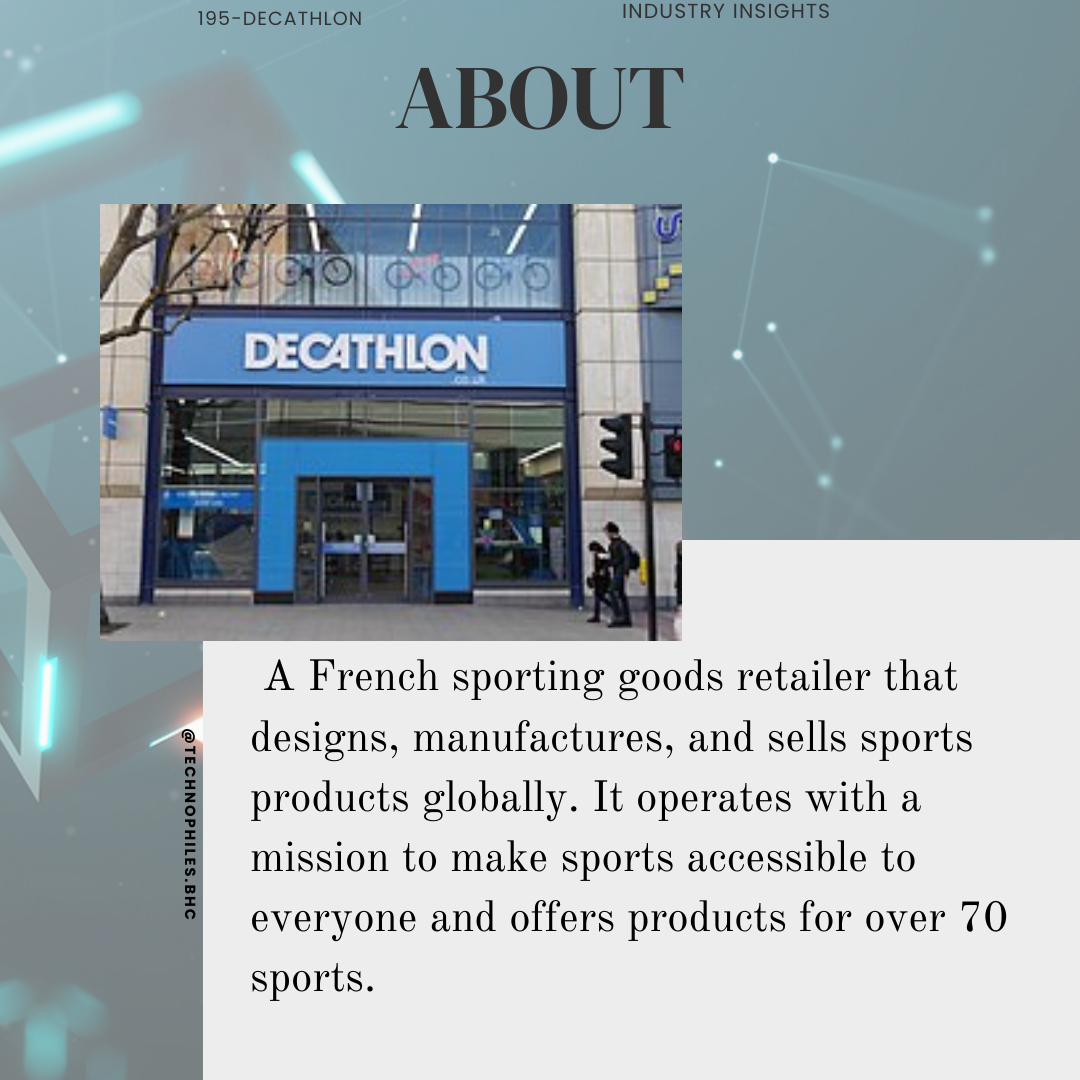 195-DECATHLON
INDUSTRY INSIGHTS
ABOUT
DECATHLON
.co.uk
A French sporting goods retailer that
designs, manufactures, and sells sports
products globally. It operates with a
mission to make sports accessible to
everyone and offers products for over 70
sports.
@TECHNOPHILES.BHC